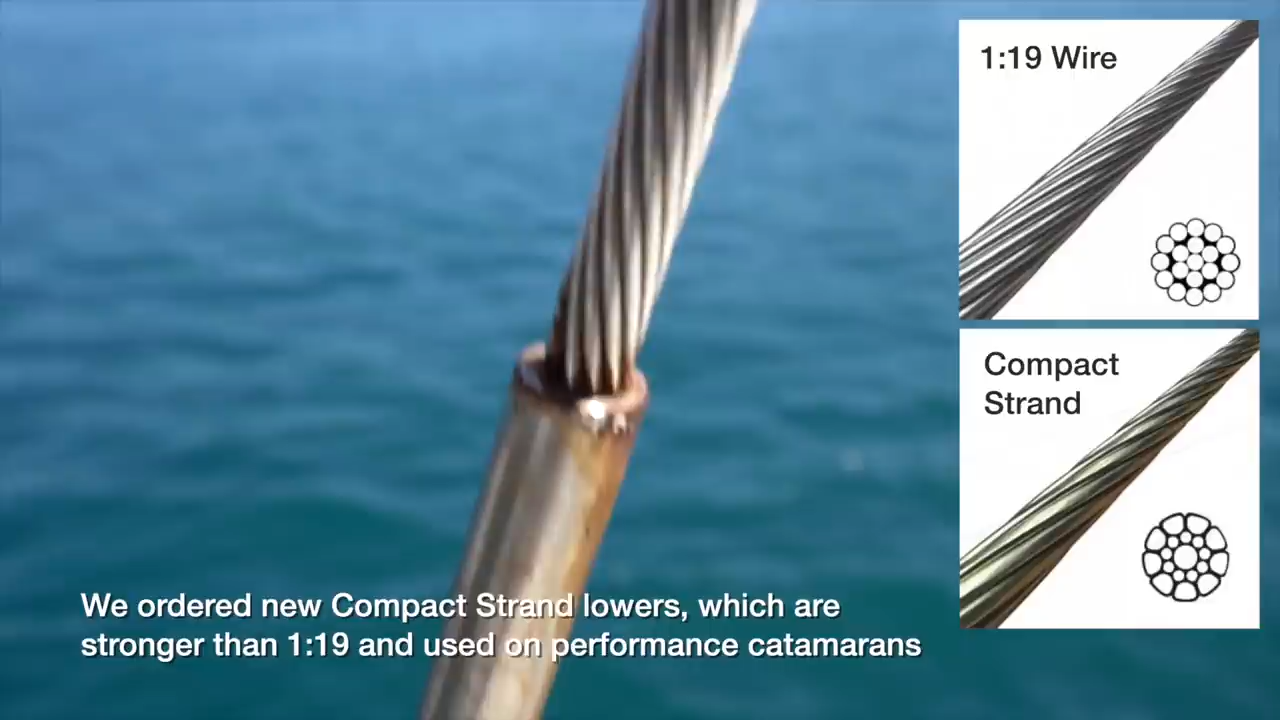 1:19 Wire
Compact
Strand
We ordered new Compact Strand lowers, which are
stronger than 1:19 and used on performance catamarans